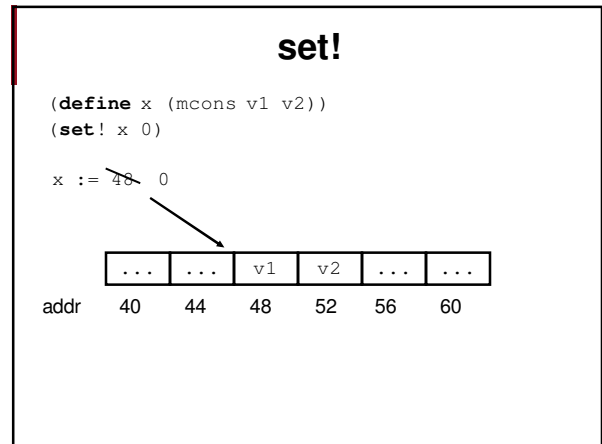 set!
(define x (mcons v1 v2))
(set! x 0)
x := 48 0
... ... v1 v2 ... ...
addr 40 44 48 52 56 60